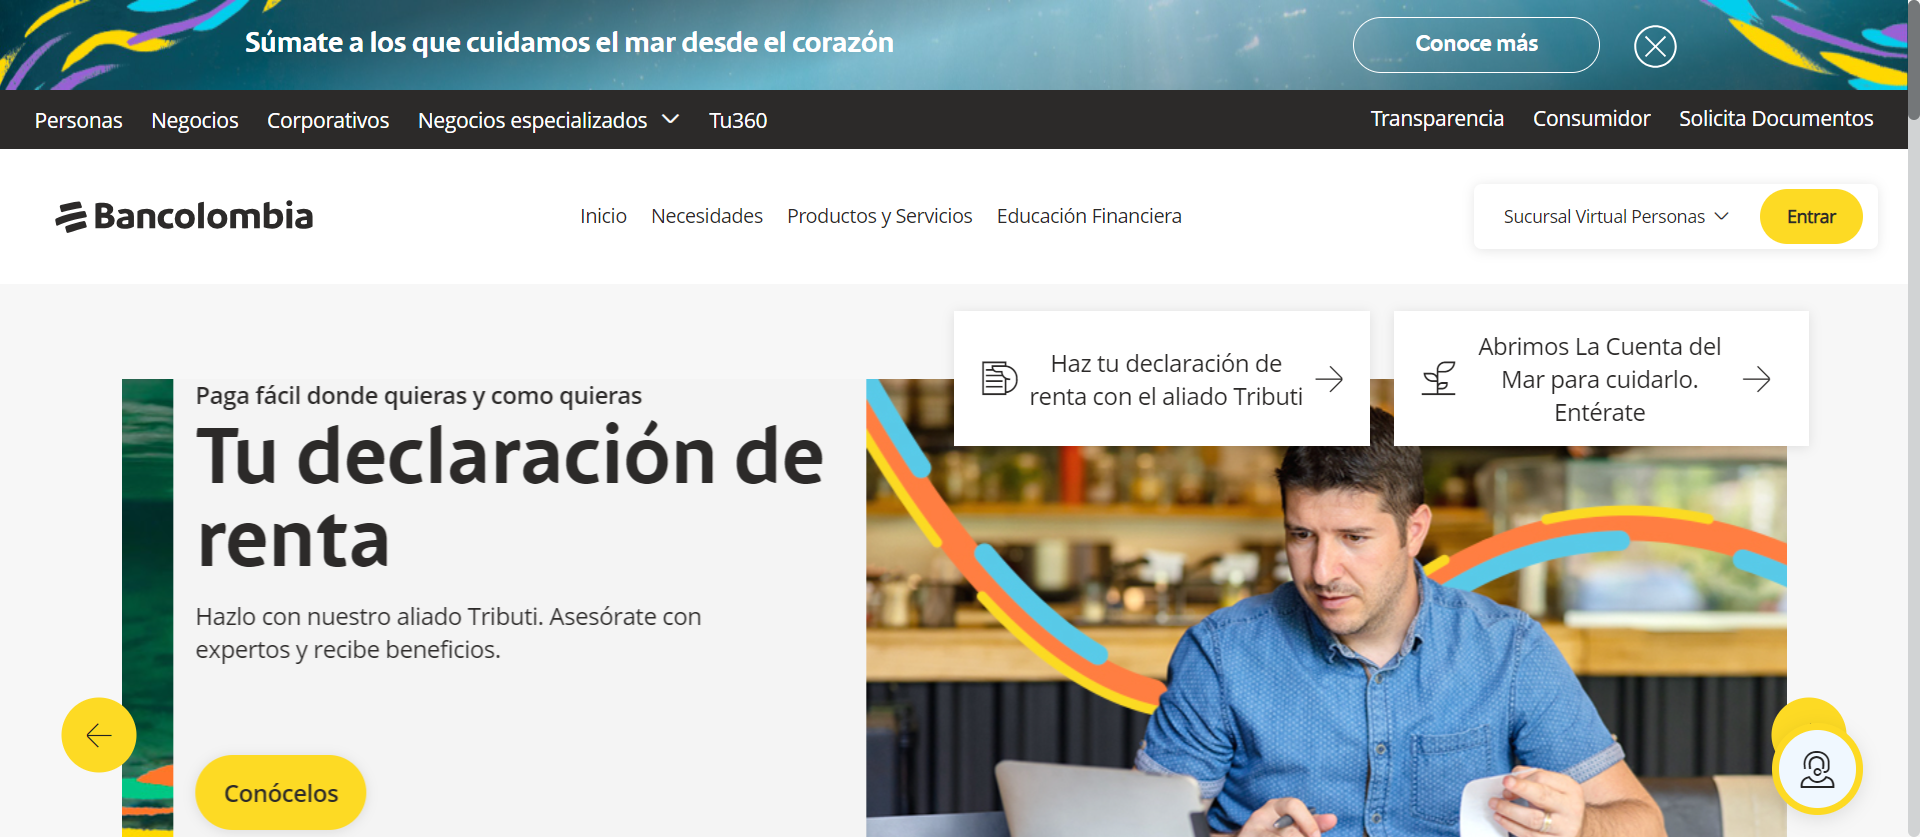 Súmate a los que cuidamos el mar desde el corazón
Conoce más
Personas
Negocios
Corporativos
Negocios especializados
Tu360
Transparencia
Consumidor
Solicita Documentos
Bancolombia
Inicio
Necesidades
Productos y Servicios
Educación Financiera
Sucursal Virtual Personas
Entrar
Haz tu declaración de
renta con el aliado Tributi
Abrimos La Cuenta del
Mar para cuidarlo.
Entérate
Paga fácil donde quieras y como quieras
Tu declaración de
renta
Hazlo con nuestro aliado Tributi. Asesórate con
expertos y recibe beneficios.
Conócelos